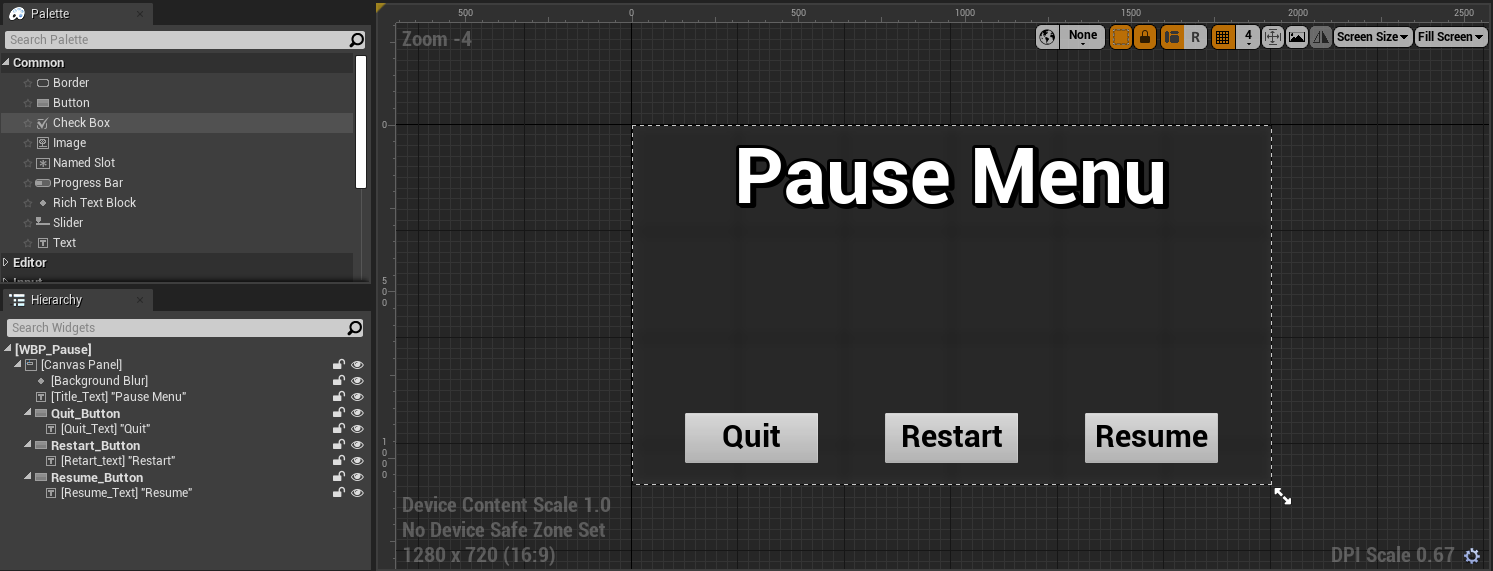 Palette
Search Palette
Common
Border
Button
Check Box
Image
Named Slot
Progress Bar
Rich Text Block
Slider
Text
Editor
Input
Hierarchy
Search Widgets
[WBP_Pause]
[Canvas Panel]
[Background Blur]
[Title_Text] "Pause Menu"
Quit_Button
[Quit_Text] "Quit"
Restart_Button
[Retart_text] "Restart"
Resume_Button
[Resume_Text] "Resume"
500 0 500 1000 1500 2000 2500
Zoom -4
None R 4 Screen Size Fill Screen
0
500
1000
Pause Menu
Quit Restart Resume
Device Content Scale 1.0
No Device Safe Zone Set
1280 x 720 (16:9)
DPI Scale 0.67